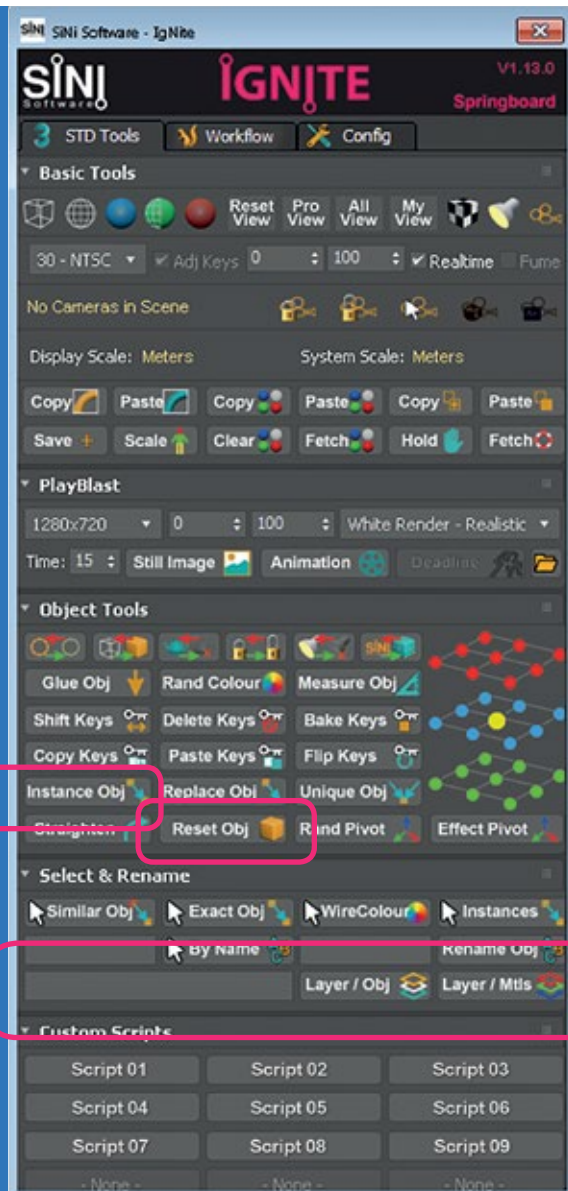 SiNi SiNi Software - IgNite
SÎNĮ Software
ÎGNĮTE
V1.13.0
Springboard
3 STD Tools Workflow Config
Basic Tools
Reset View Pro View All View My View
30 - NTSC Adj Keys 0 100 Realtime Fume
No Cameras in Scene
Display Scale: Meters System Scale: Meters
Copy Paste Copy Paste Copy Paste
Save Scale Clear Fetch Hold Fetch
PlayBlast
1280x720 0 100 White Render - Realistic
Time: 15 Still Image Animation Deadline
Object Tools
SiNi
Glue Obj Rand Colour Measure Obj
Shift Keys Delete Keys Bake Keys
Copy Keys Paste Keys Flip Keys
Instance Obj Replace Obj Unique Obj
Straighten Reset Obj Rand Pivot Effect Pivot
Select & Rename
Similar Obj Exact Obj WireColour Instances
By Name Rename Obj
Layer / Obj Layer / Mtls
Custom Scripts
Script 01 Script 02 Script 03
Script 04 Script 05 Script 06
Script 07 Script 08 Script 09
- None - - None - - None -